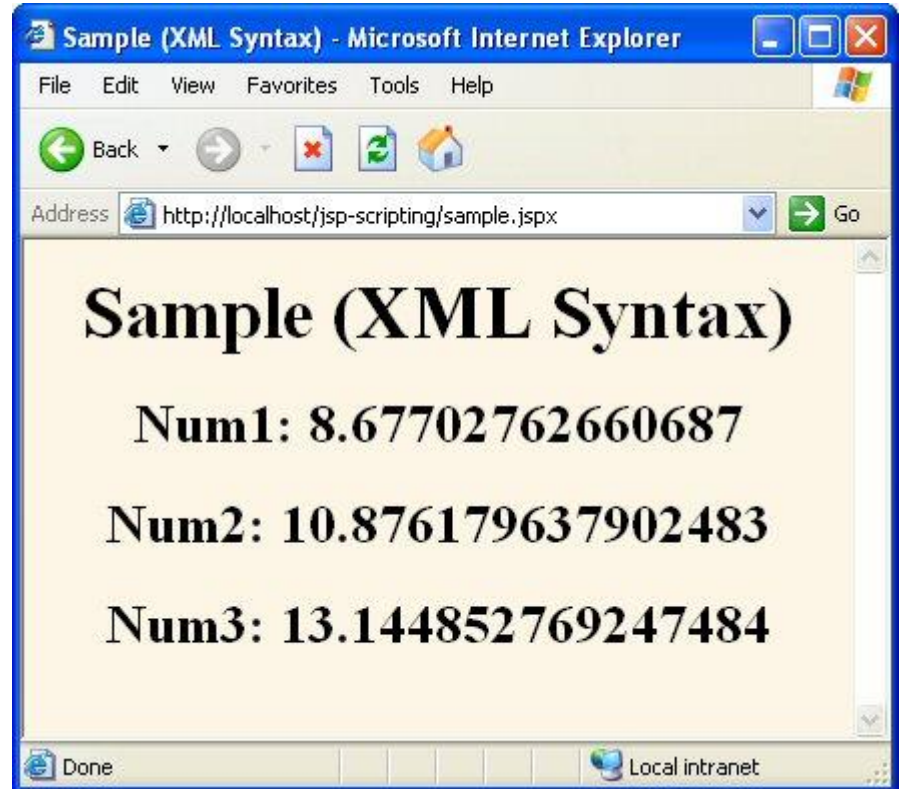 Sample (XML Syntax) - Microsoft Internet Explorer
File Edit View Favorites Tools Help
Back
Address http://localhost/jsp-scripting/sample.jspx Go
Sample (XML Syntax)
Num1: 8.67702762660687
Num2: 10.876179637902483
Num3: 13.144852769247484
Done Local intranet